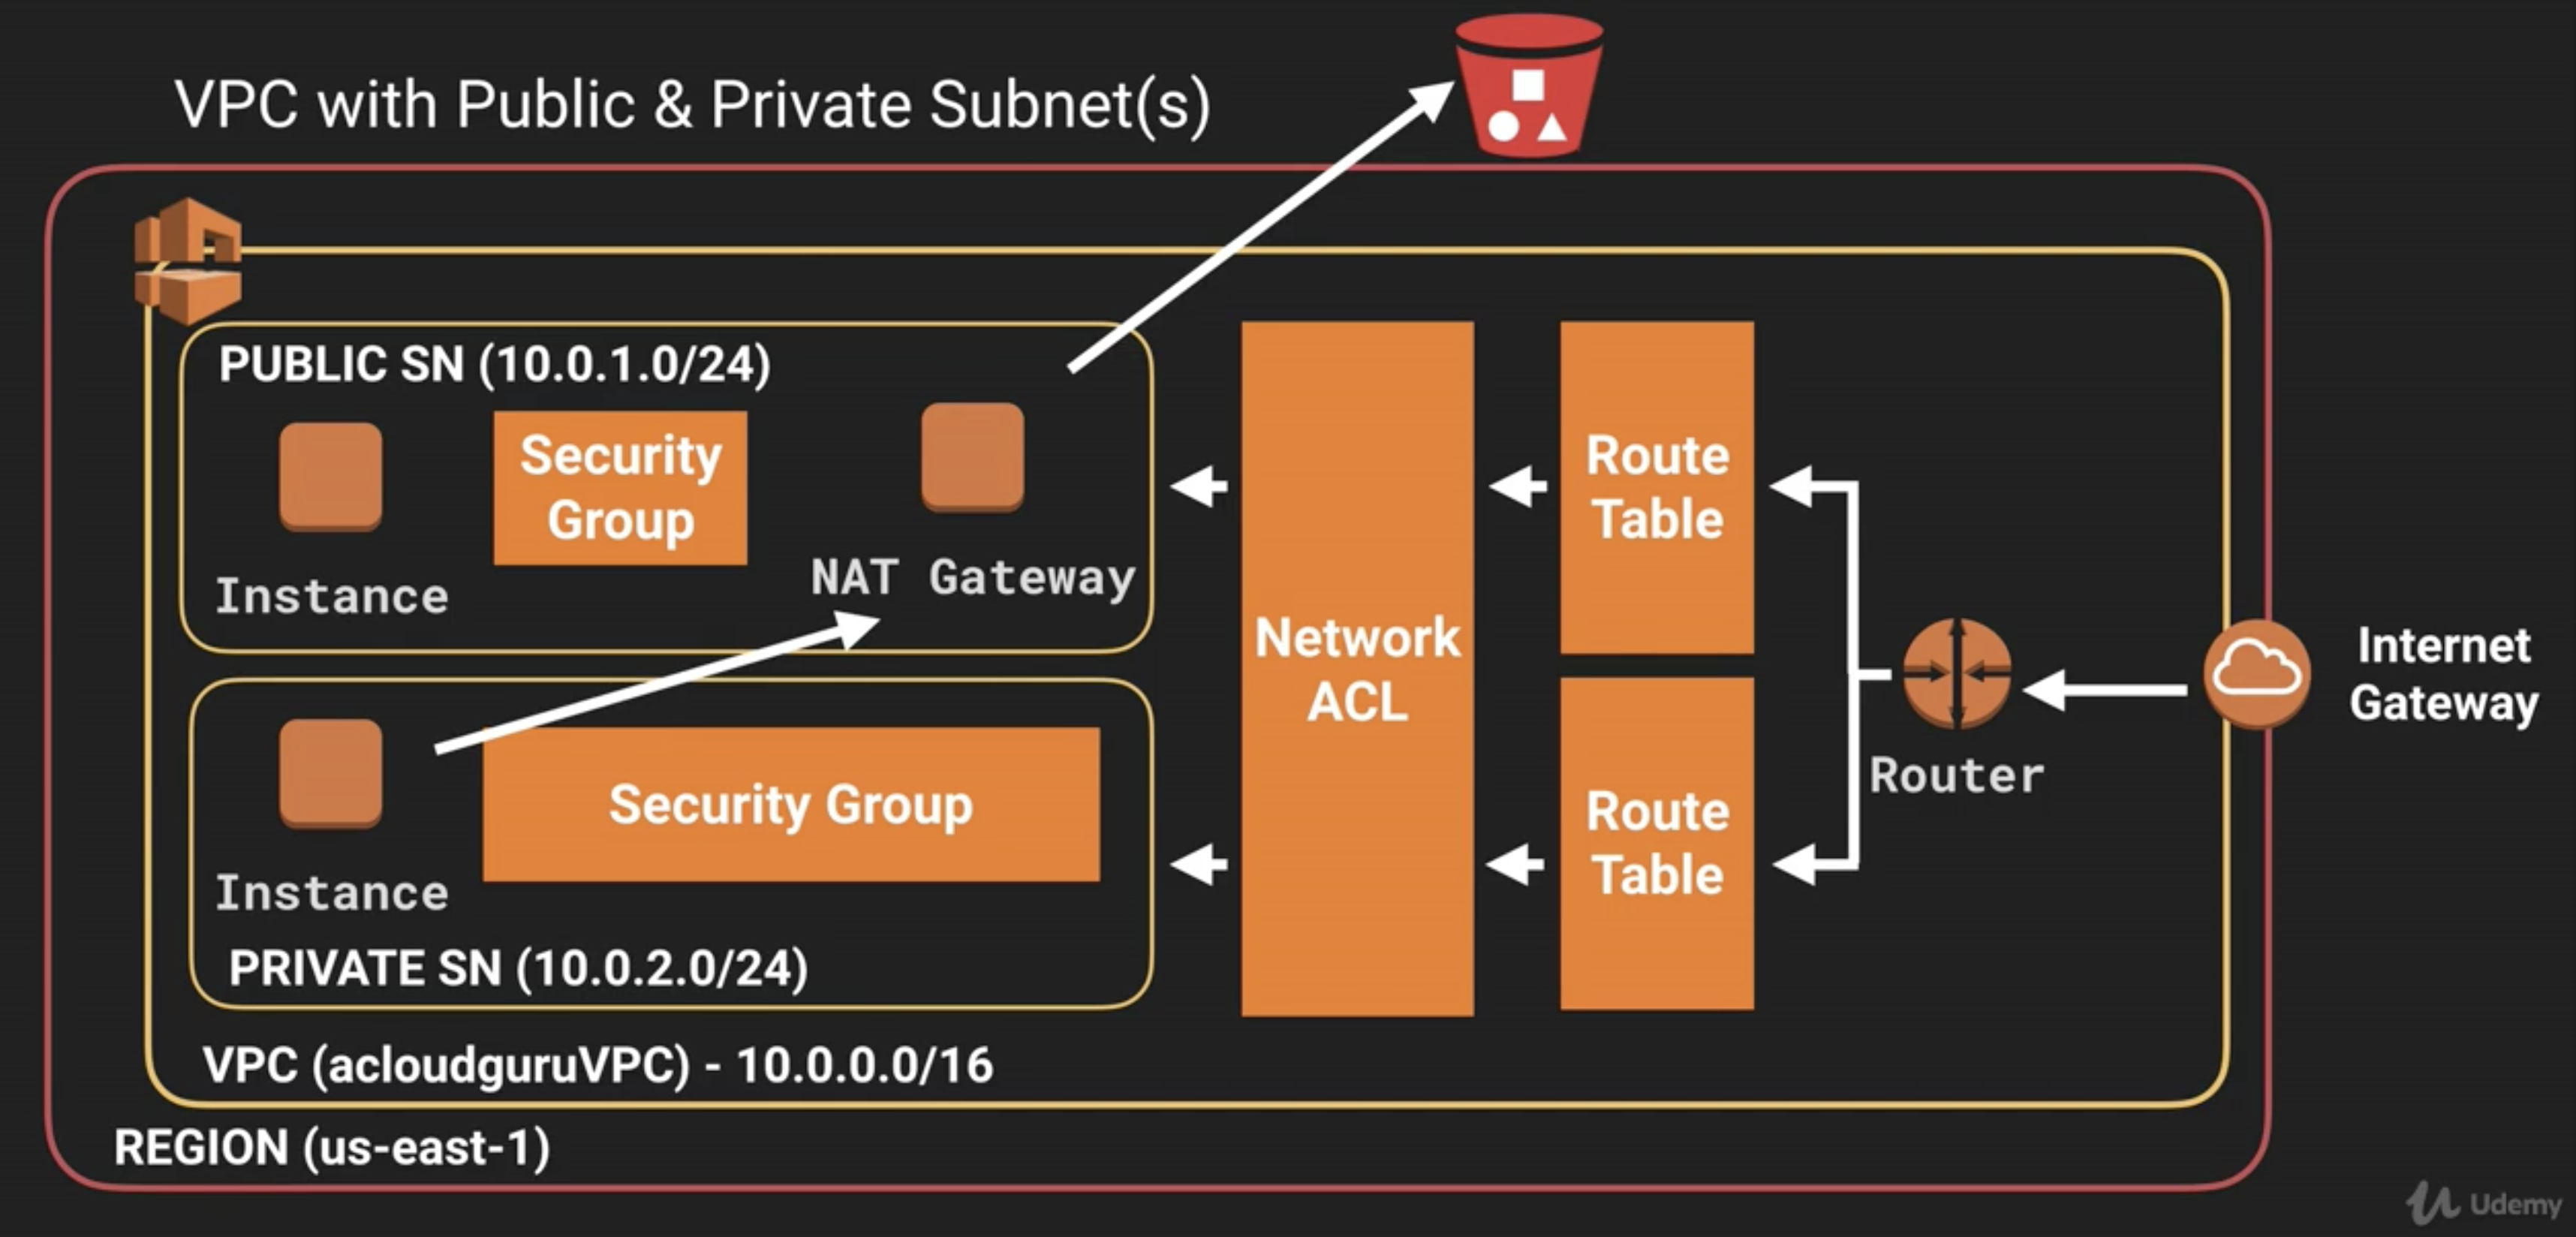 VPC with Public & Private Subnet(s)
PUBLIC SN (10.0.1.0/24)
Security
Group
Instance
NAT Gateway
Security Group
Instance
PRIVATE SN (10.0.2.0/24)
Network
ACL
Route
Table
Route
Table
Router
Internet
Gateway
VPC (acloudguruVPC) - 10.0.0.0/16
REGION (us-east-1)
Udemy